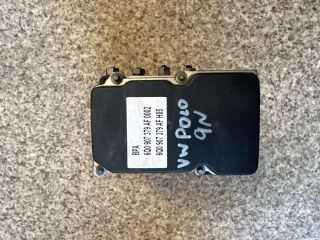 BPA
6Q0 907 379 AF 0002
6Q0 907 379 AF H05
VW POLO
9N